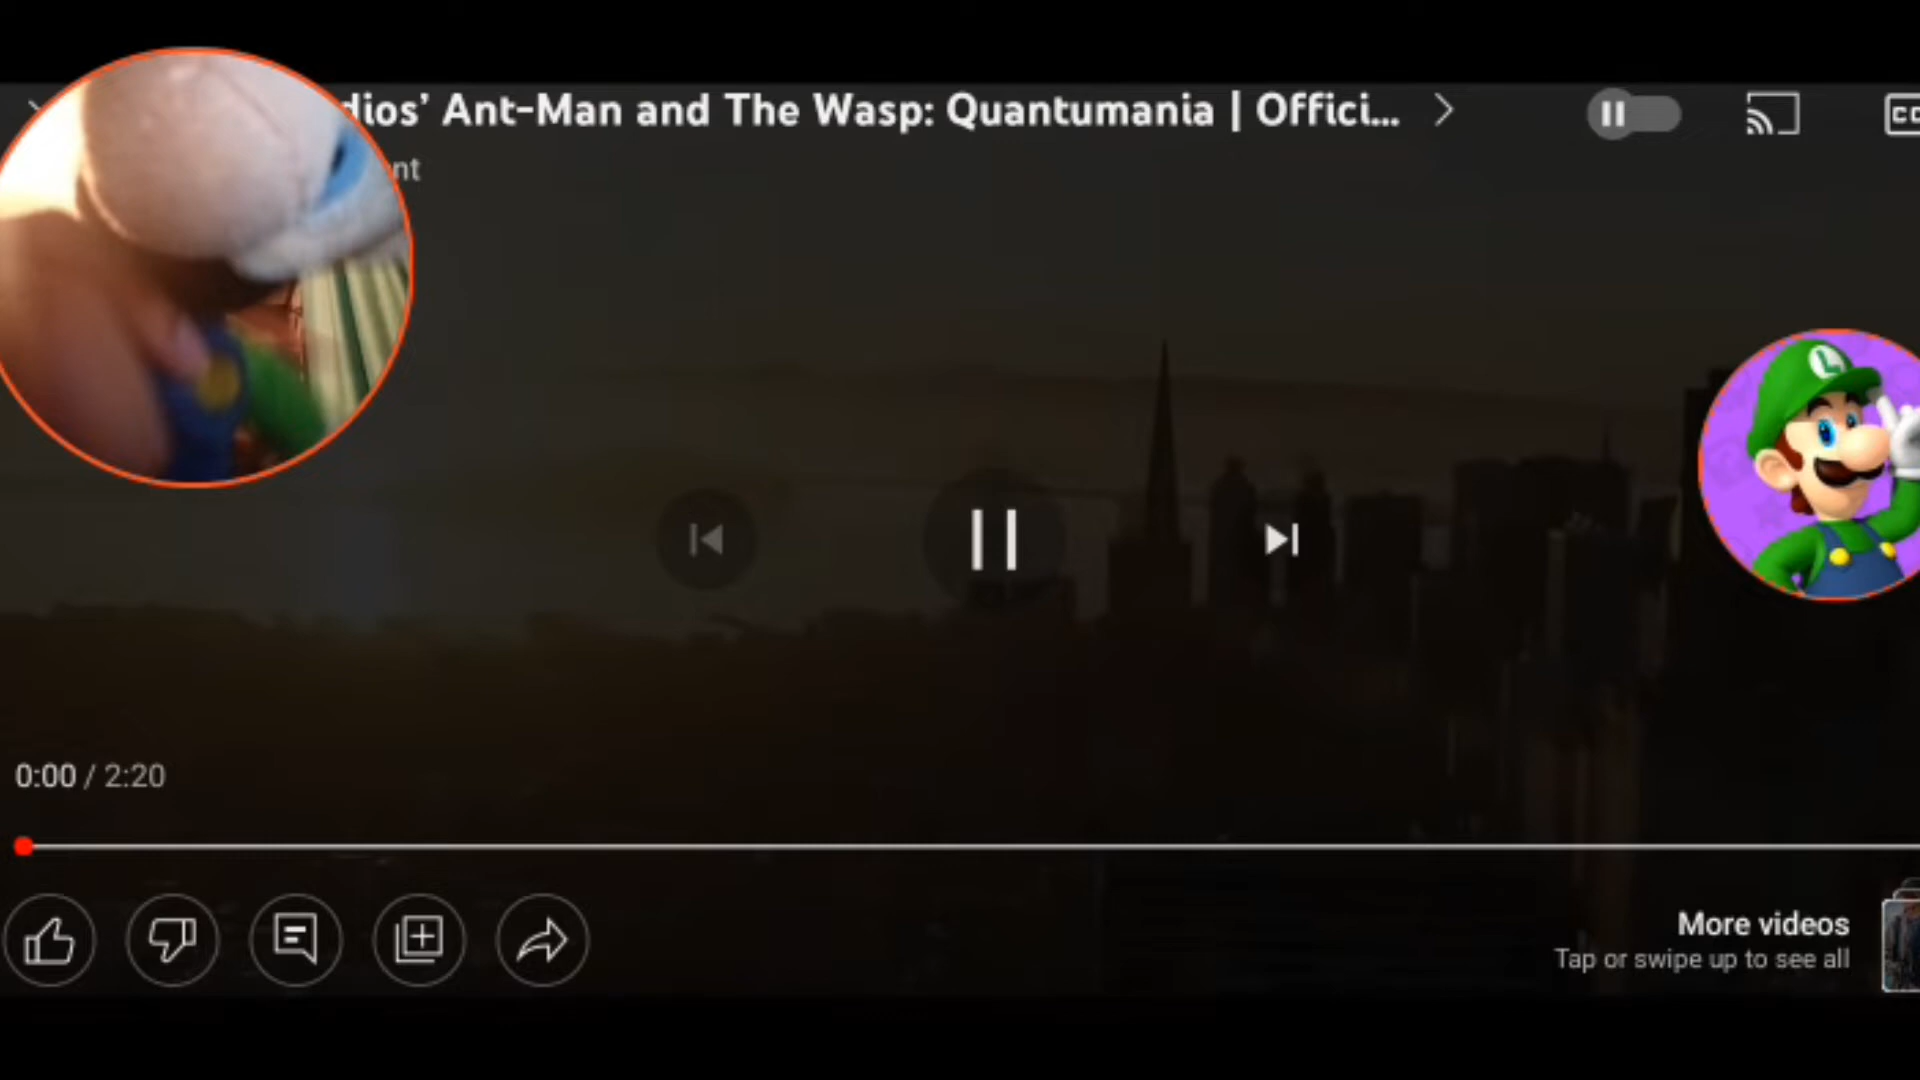 dios’ Ant-Man and The Wasp: Quantumania | Offici...
CC
nt
L
0:00 / 2:20
More videos
Tap or swipe up to see all